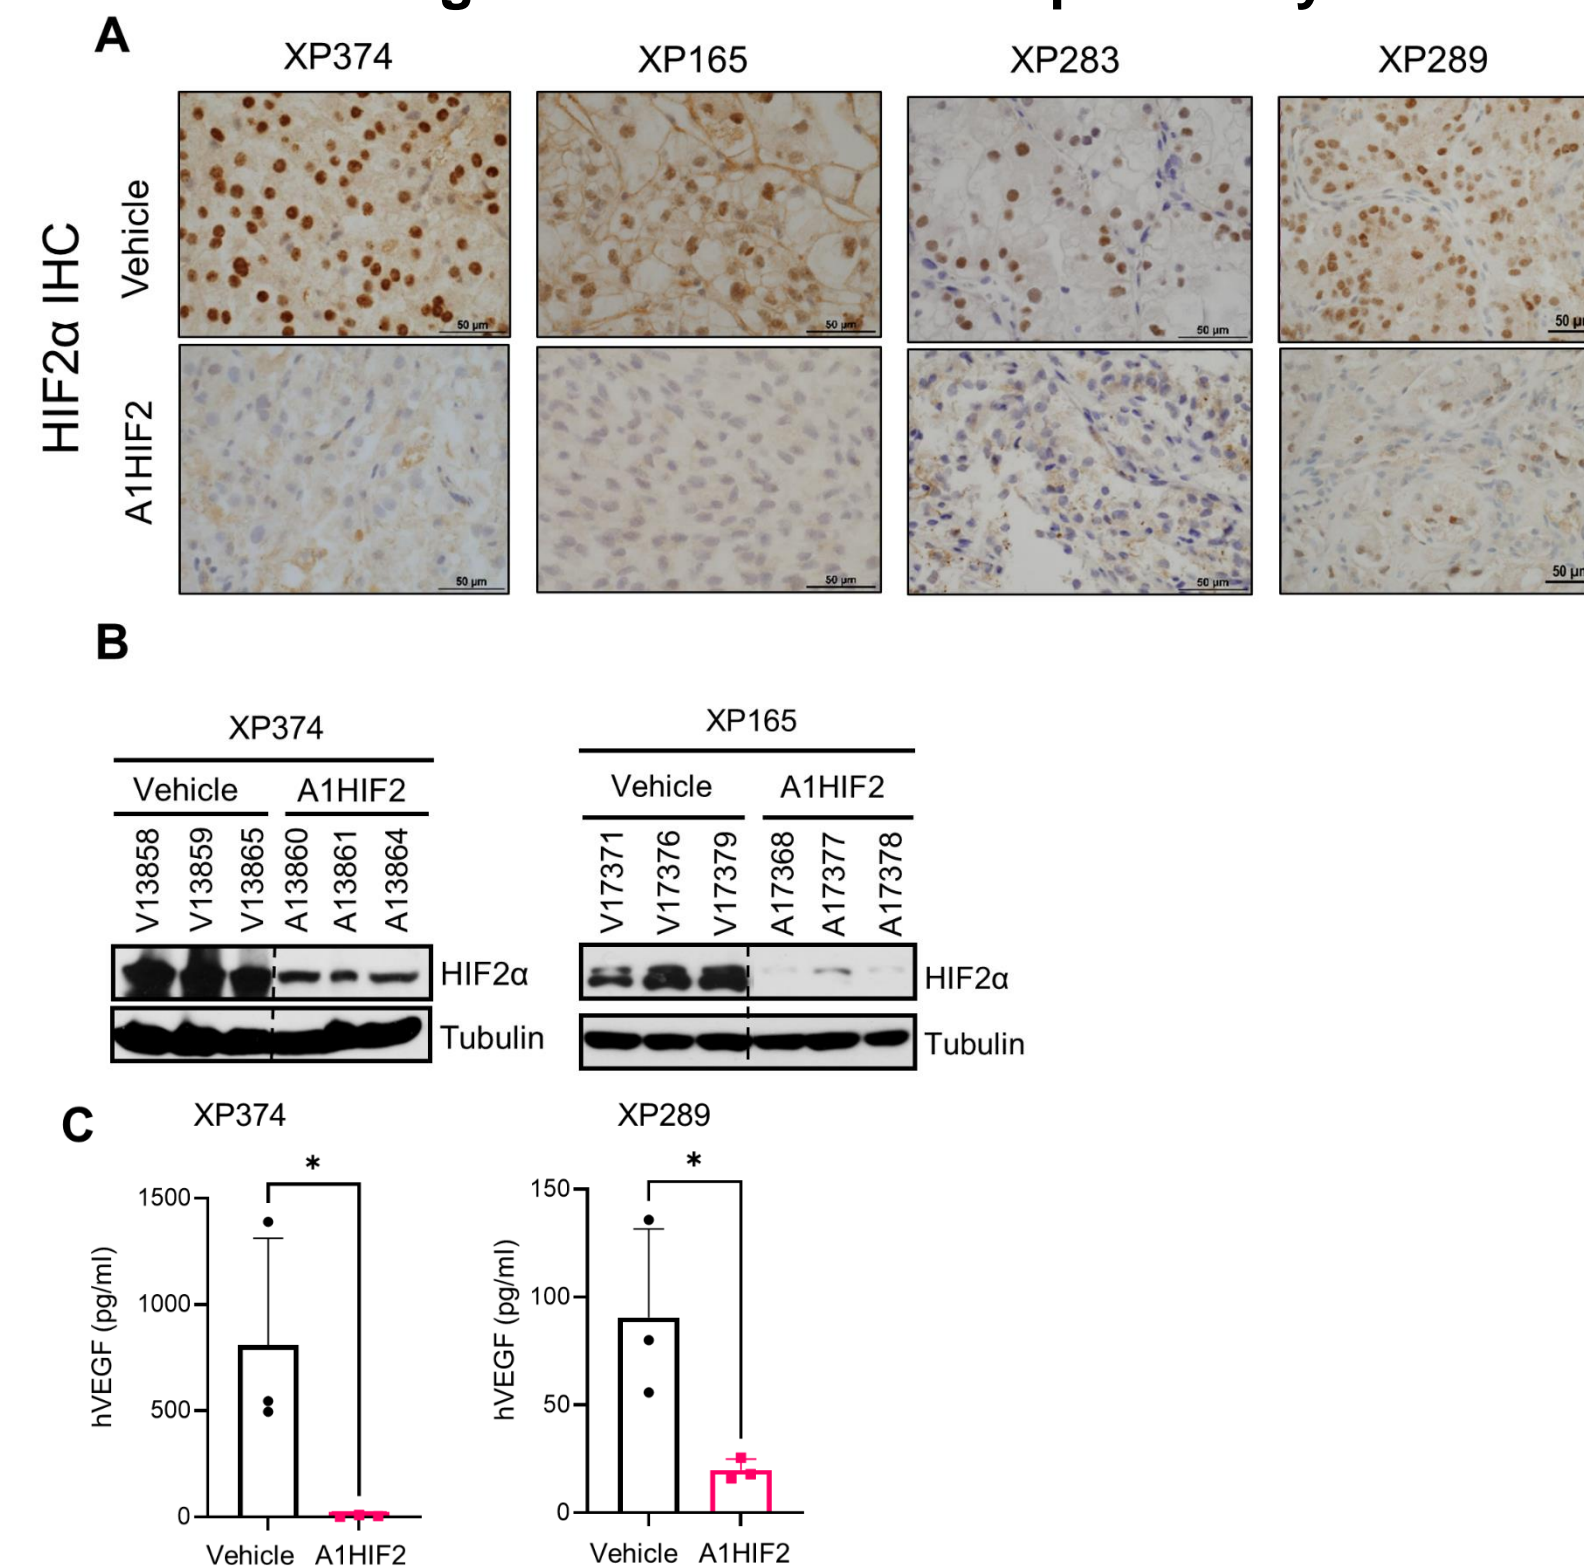 A
XP374 XP165 XP283 XP289
HIF2α IHC
Vehicle
50 µm 50 µm 50 µm 50 µ
A1HIF2
50 µm 50 µm 50 µm 50 µ
B
XP374 XP165
Vehicle A1HIF2 Vehicle A1HIF2
V13858 V13859 V13865 A13860 A13861 A13864 V17371 V17376 V17379 A17368 A17377 A17378
HIF2α HIF2α
Tubulin Tubulin
C
XP374 XP289
* *
hVEGF (pg/ml) hVEGF (pg/ml)
1500 150
1000 100
500 50
0 0
Vehicle A1HIF2 Vehicle A1HIF2